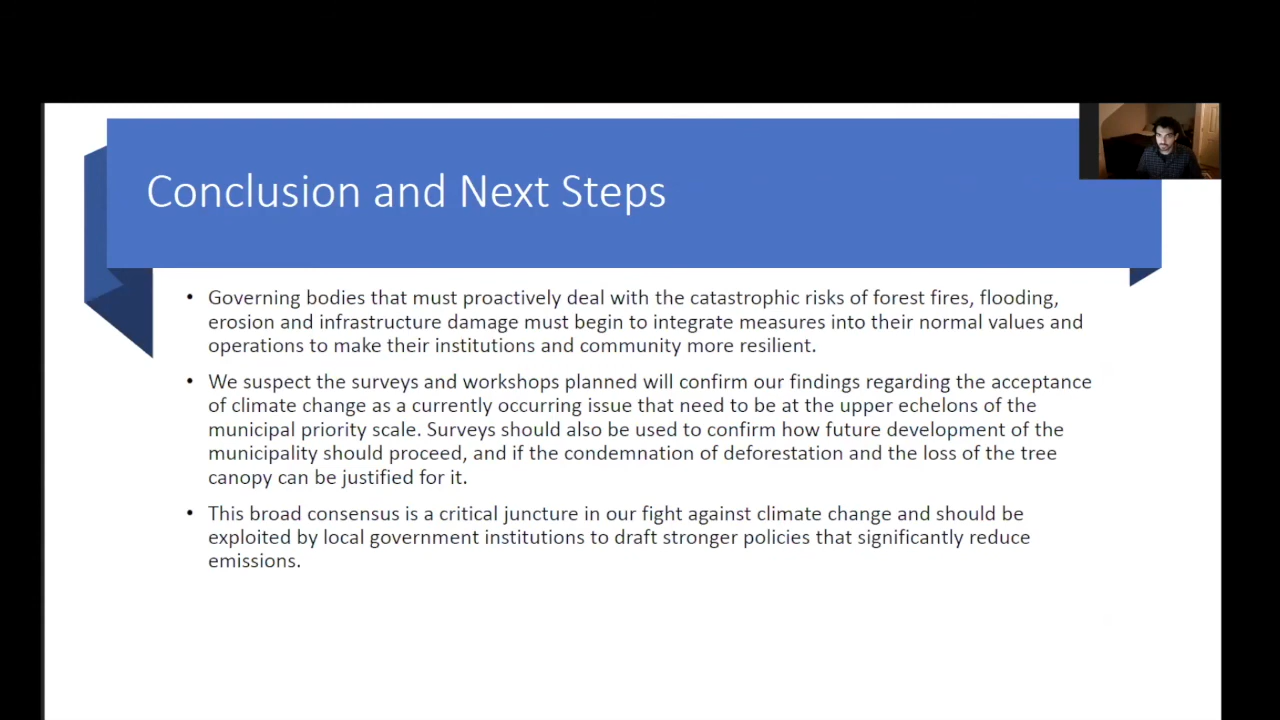 Conclusion and Next Steps
• Governing bodies that must proactively deal with the catastrophic risks of forest fires, flooding,
erosion and infrastructure damage must begin to integrate measures into their normal values and
operations to make their institutions and community more resilient.
• We suspect the surveys and workshops planned will confirm our findings regarding the acceptance
of climate change as a currently occurring issue that need to be at the upper echelons of the
municipal priority scale. Surveys should also be used to confirm how future development of the
municipality should proceed, and if the condemnation of deforestation and the loss of the tree
canopy can be justified for it.
• This broad consensus is a critical juncture in our fight against climate change and should be
exploited by local government institutions to draft stronger policies that significantly reduce
emissions.